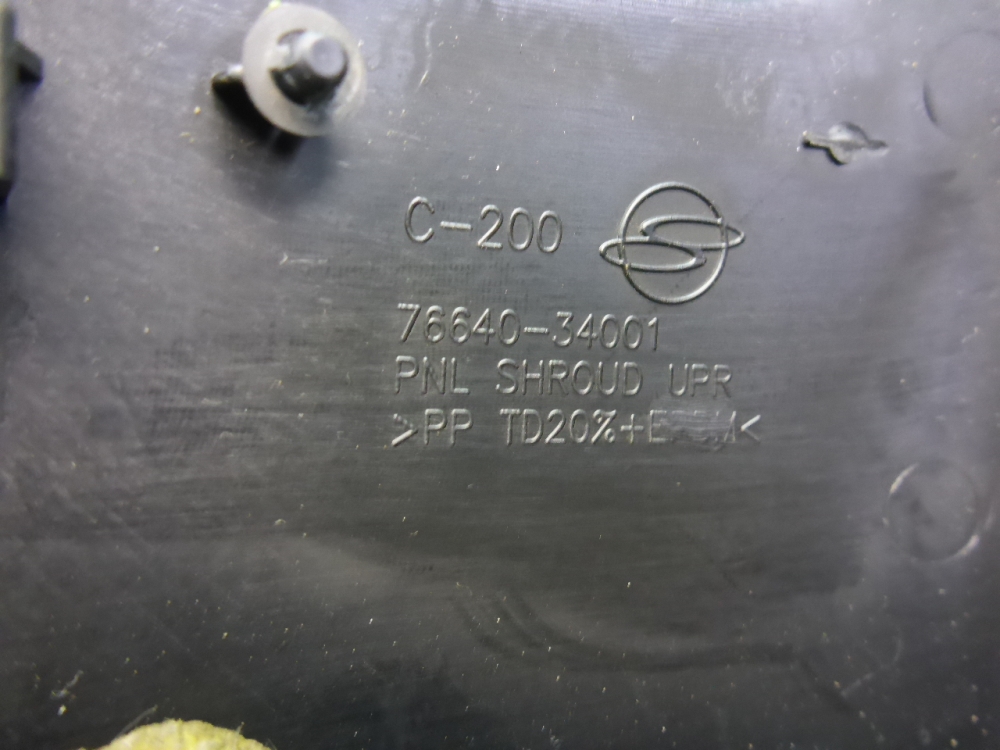 C-200
76640-34001
PNL SHROUD UPR
>PP TD20%+